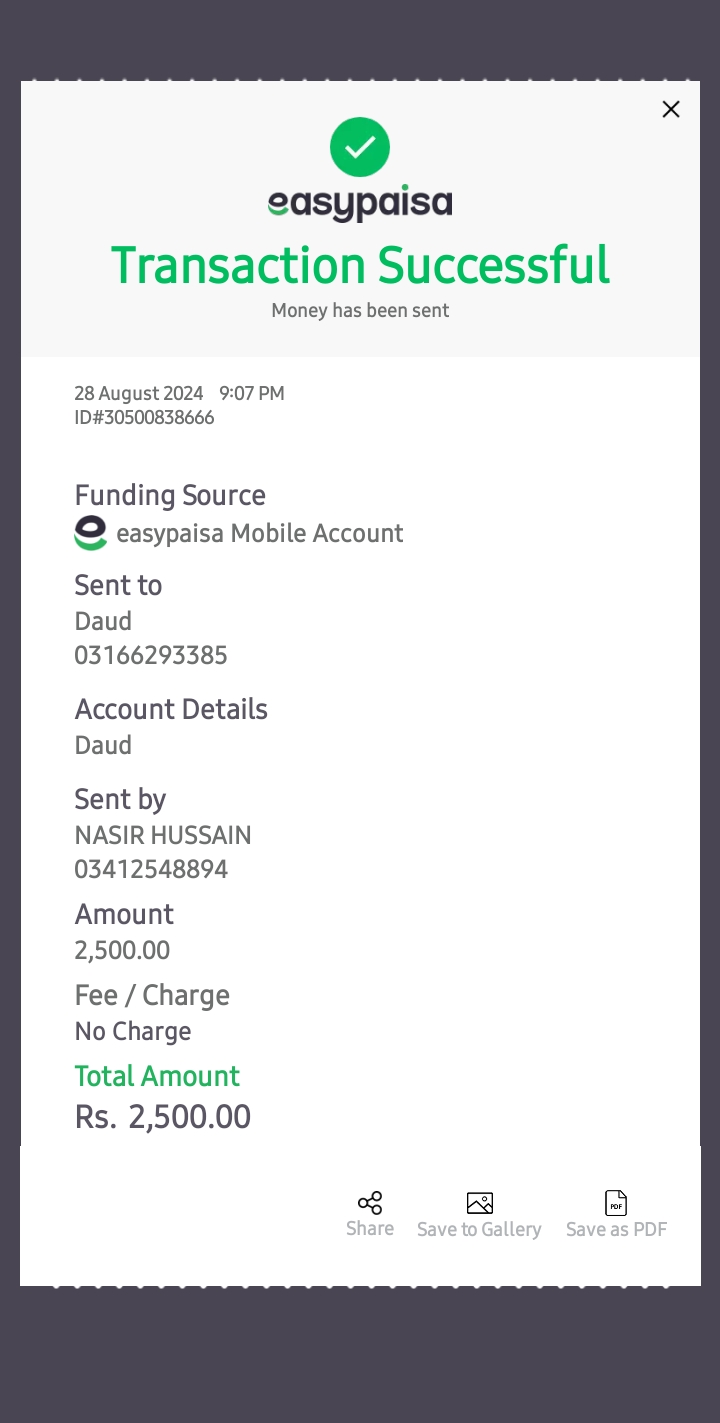 easypaisa
Transaction Successful
Money has been sent
28 August 2024 9:07 PM
ID#30500838666
Funding Source
easypaisa Mobile Account
Sent to
Daud
03166293385
Account Details
Daud
Sent by
NASIR HUSSAIN
03412548894
Amount
2,500.00
Fee / Charge
No Charge
Total Amount
Rs. 2,500.00
PDF
Share Save to Gallery Save as PDF